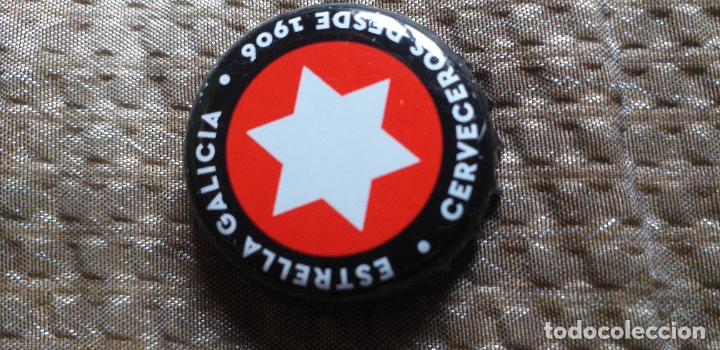 ESTRELLA GALICIA • CERVECEROS DESDE 1906 •
todocoleccion